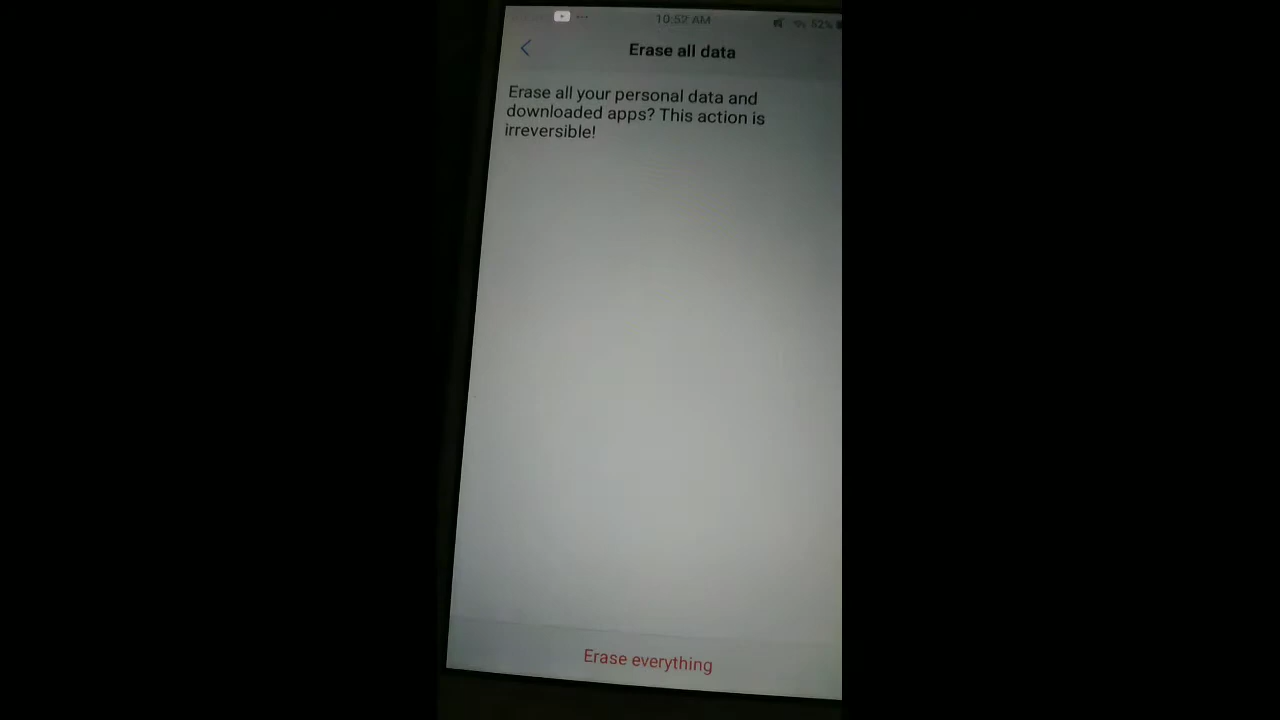 10:52 AM
52%
Erase all data
Erase all your personal data and
downloaded apps? This action is
irreversible!
Erase everything